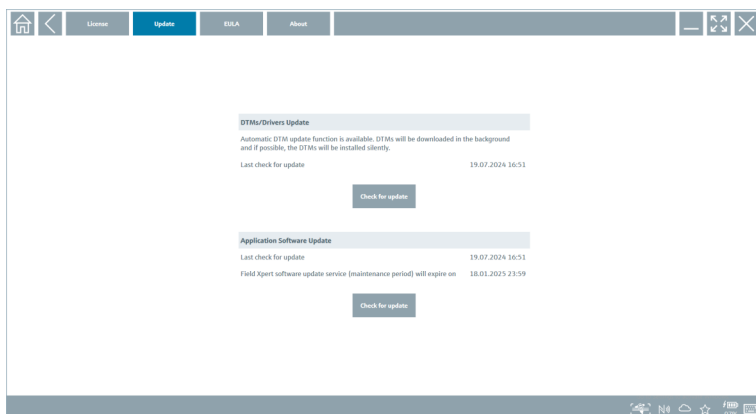 License Update EULA About
DTMs/Drivers Update
Automatic DTM update function is available. DTMs will be downloaded in the background
and if possible, the DTMs will be installed silently.
Last check for update 19.07.2024 16:51
Check for update
Application Software Update
Last check for update 19.07.2024 16:51
Field Xpert software update service (maintenance period) will expire on 18.01.2025 23:59
Check for update